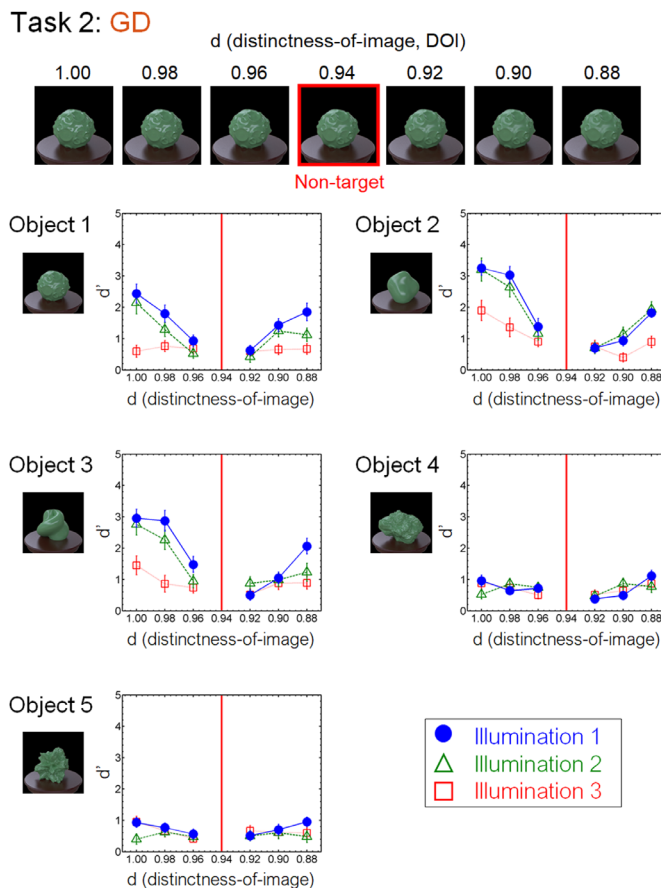 Task 2: GD
d (distinctness-of-image, DOI)
1.00 0.98 0.96 0.94 0.92 0.90 0.88
Non-target
Object 1
5
4
3
2
1
0
d'
1.00 0.98 0.96 0.94 0.92 0.90 0.88
d (distinctness-of-image)
Object 2
5
4
3
2
1
0
d'
1.00 0.98 0.96 0.94 0.92 0.90 0.88
d (distinctness-of-image)
Object 3
5
4
3
2
1
0
d'
1.00 0.98 0.96 0.94 0.92 0.90 0.88
d (distinctness-of-image)
Object 4
5
4
3
2
1
0
d'
1.00 0.98 0.96 0.94 0.92 0.90 0.88
d (distinctness-of-image)
Object 5
5
4
3
2
1
0
d'
1.00 0.98 0.96 0.94 0.92 0.90 0.88
d (distinctness-of-image)
Illumination 1
Illumination 2
Illumination 3